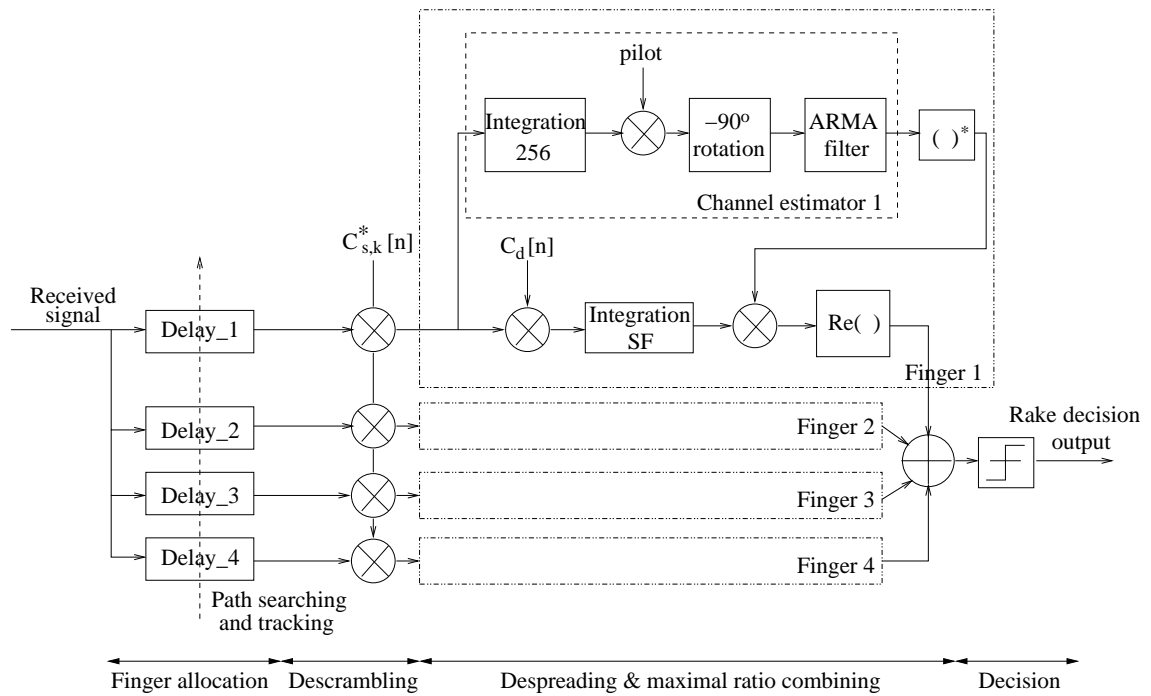 pilot
Integration
256
−90º
rotation
ARMA
filter
( )*
Channel estimator 1
C*s,k[n]
Cd[n]
Received
signal
Delay_1
Integration
SF
Re( )
Finger 1
Delay_2
Finger 2
Rake decision
output
Delay_3
Finger 3
Delay_4
Finger 4
Path searching
and tracking
Finger allocation
Descrambling
Despreading & maximal ratio combining
Decision